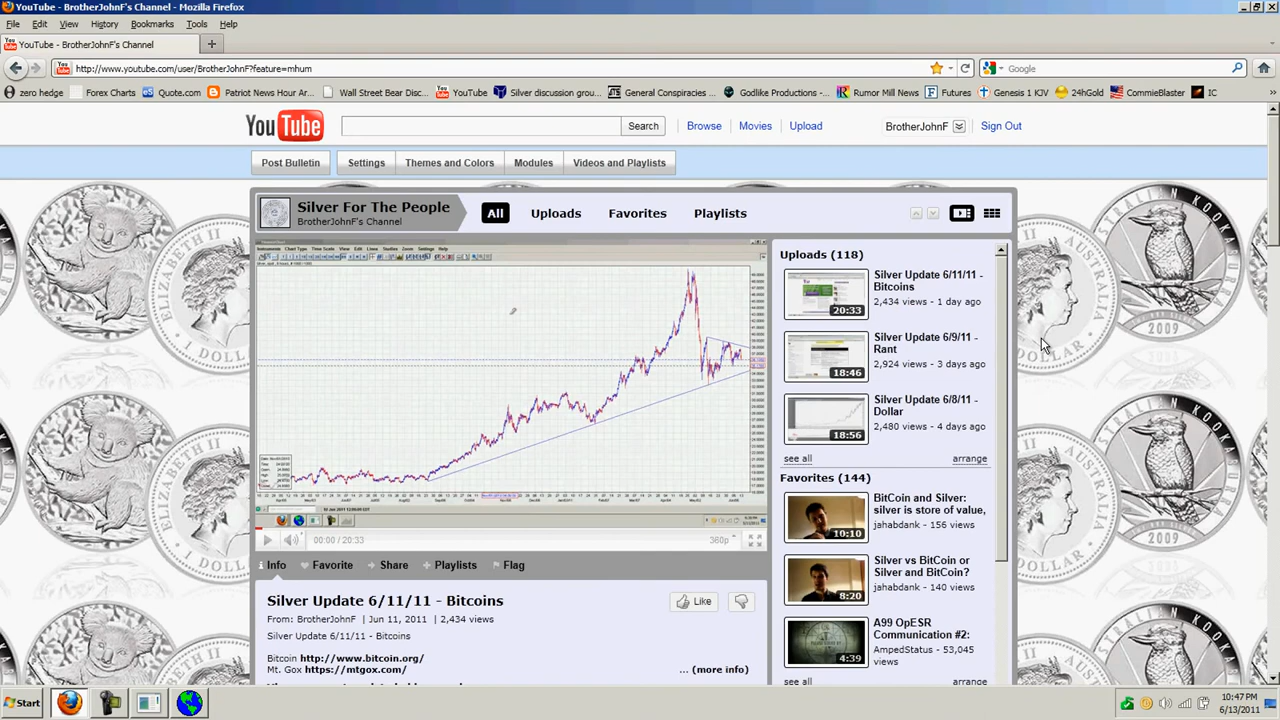 YouTube - BrotherJohnF's Channel - Mozilla Firefox
File Edit View History Bookmarks Tools Help
YouTube - BrotherJohnF's Channel
http://www.youtube.com/user/BrotherJohnF?feature=mhum
Google
zero hedge Forex Charts Quote.com Patriot News Hour Ar... Wall Street Bear Disc... YouTube Silver discussion grou... General Conspiracies ... Godlike Productions -... Rumor Mill News Futures Genesis 1 KJV 24hGold CommieBlaster IC
YouTube
Search
Browse Movies Upload
BrotherJohnF
Sign Out
Post Bulletin Settings Themes and Colors Modules Videos and Playlists
Silver For The People
BrotherJohnF's Channel
All Uploads Favorites Playlists
Uploads (118)
Silver Update 6/11/11 -
Bitcoins
2,434 views - 1 day ago
20:33
Silver Update 6/9/11 -
Rant
2,924 views - 3 days ago
18:46
Silver Update 6/8/11 -
Dollar
2,480 views - 4 days ago
18:56
see all arrange
Favorites (144)
BitCoin and Silver:
silver is store of value,
jahabdank - 156 views
10:10
Silver vs BitCoin or
Silver and BitCoin?
jahabdank - 140 views
8:20
A99 OpESR
Communication #2:
AmpedStatus - 53,045
views
4:39
see all arrange
00:00 / 20:33
360p
Info Favorite Share Playlists Flag
Silver Update 6/11/11 - Bitcoins
Like
From: BrotherJohnF | Jun 11, 2011 | 2,434 views
Silver Update 6/11/11 - Bitcoins
Bitcoin http://www.bitcoin.org/
Mt. Gox https://mtgox.com/
... (more info)
ELIZABETH II
1 DOLLAR
AUSTRALIAN KOOKABURRA
2009
Start
10:47 PM
6/13/2011